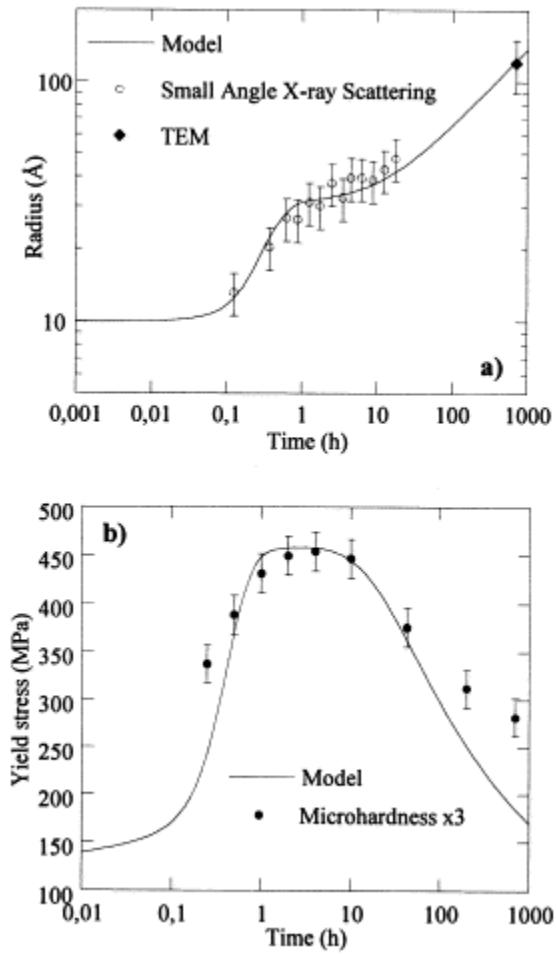 Model
Small Angle X-ray Scattering
TEM
100
10
Radius (Å)
a)
0,001 0,01 0,1 1 10 100 1000
Time (h)
b)
500
450
400
350
300
250
200
150
100
Yield stress (MPa)
Model
Microhardness x3
0,01 0,1 1 10 100 1000
Time (h)